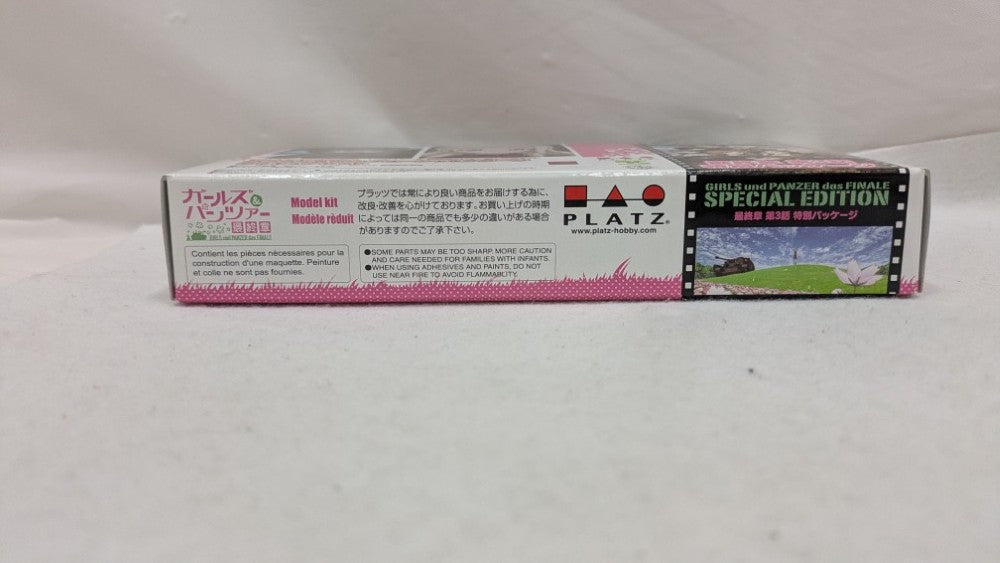 ガールズ&
パンツァー
最終章
GIRLS und PANZER das FINALE
Model kit
Modèle réduit
プラッツでは常により良い商品をお届けする為に、
改良・改善を心がけております。お買い上げの時期
によっては同一の商品でも多少の違いがある場合
がありますのでご了承下さい。
PLATZ®
www.platz-hobby.com
Contient les pièces nécessaires pour la
construction d'une maquette. Peinture
et colle ne sont pas fournies.
●SOME PARTS MAY BE TOO SHARP. MORE CAUTION
AND CARE NEEDED FOR FAMILIES WITH INFANTS.
●WHEN USING ADHESIVES AND PAINTS, DO NOT
USE NEAR FIRE TO AVOID FLAMMABLITY.
GIRLS und PANZER das FINALE
SPECIAL EDITION
最終章 第3話 特別パッケージ